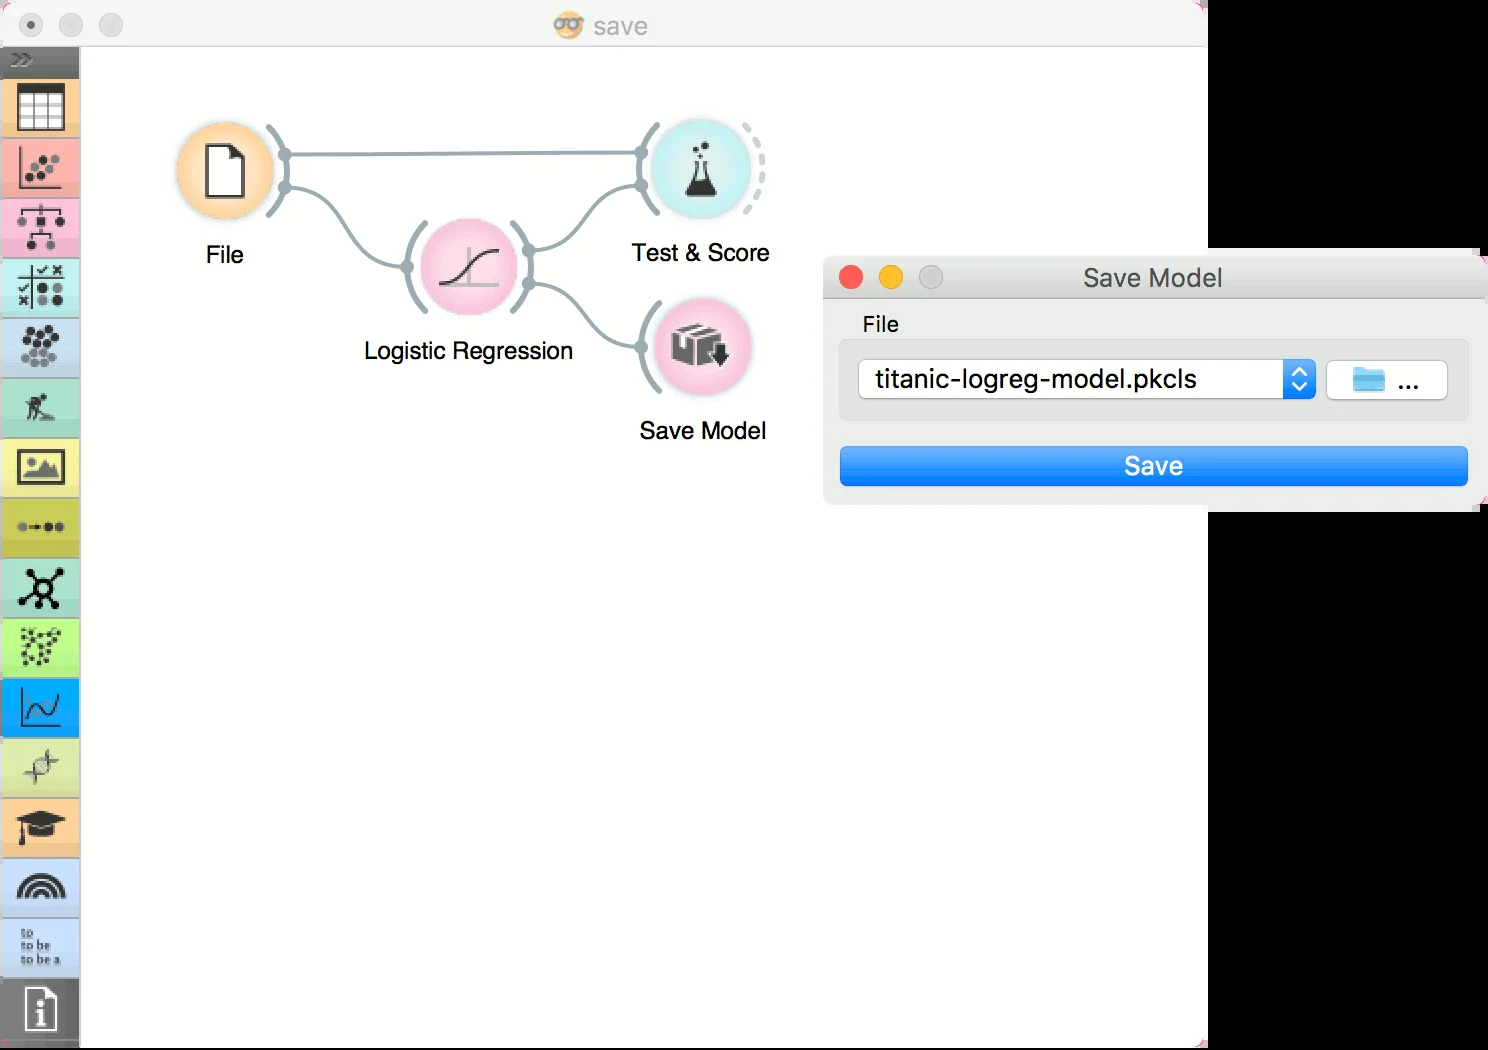 save
File
Test & Score
Logistic Regression
Save Model
Save Model
File
titanic-logreg-model.pkcls
...
Save
to
to be
to be a